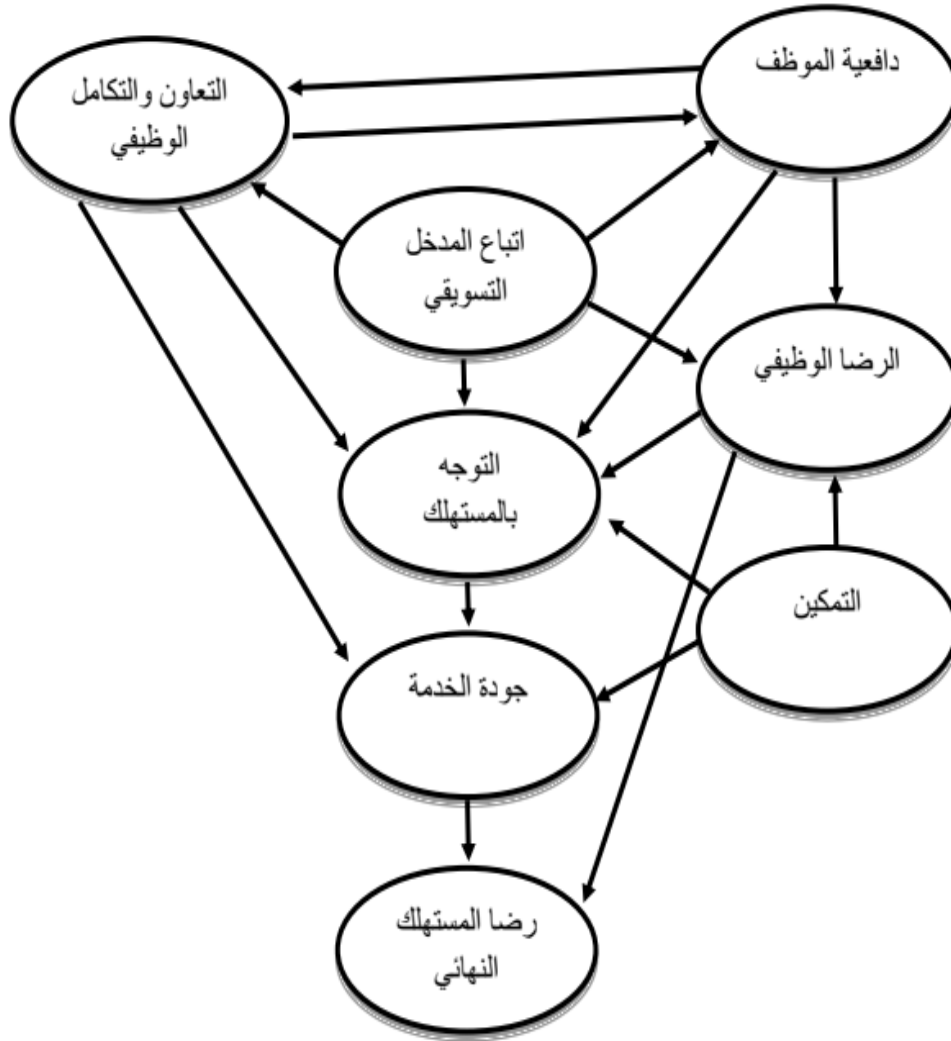 دافعية الموظف
التعاون والتكامل
الوظيفي
اتباع المدخل
التسويقي
الرضا الوظيفي
التوجه
بالمستهلك
التمكين
جودة الخدمة
رضا المستهلك
النهائي